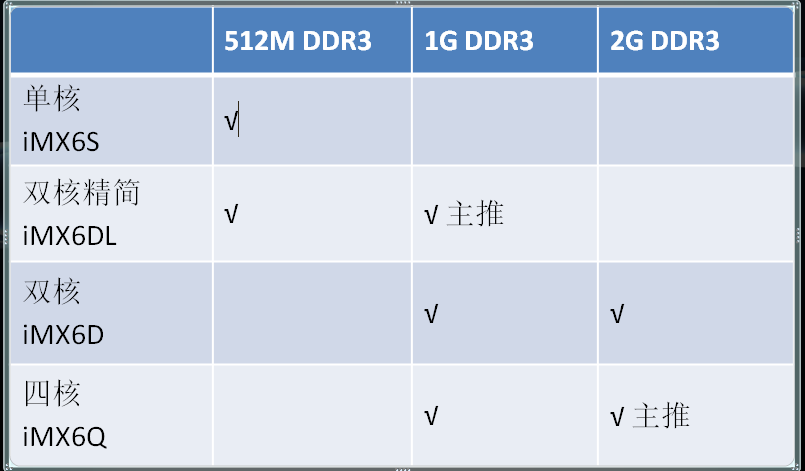 512M DDR3 1G DDR3 2G DDR3
单核
iMX6S
√
双核精简
iMX6DL
√ √ 主推
双核
iMX6D
√ √
四核
iMX6Q
√ √ 主推